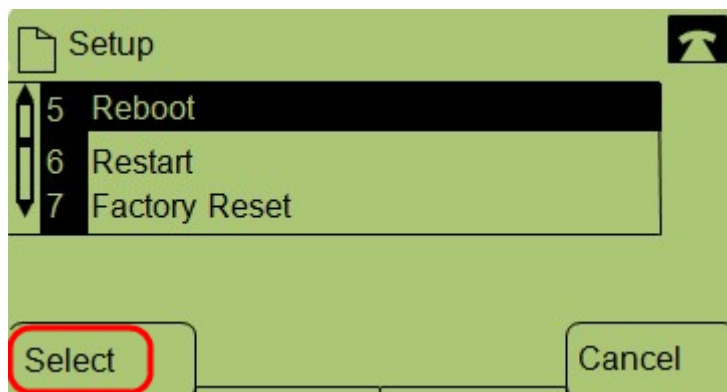 Setup
5 Reboot
6 Restart
7 Factory Reset
Select Cancel